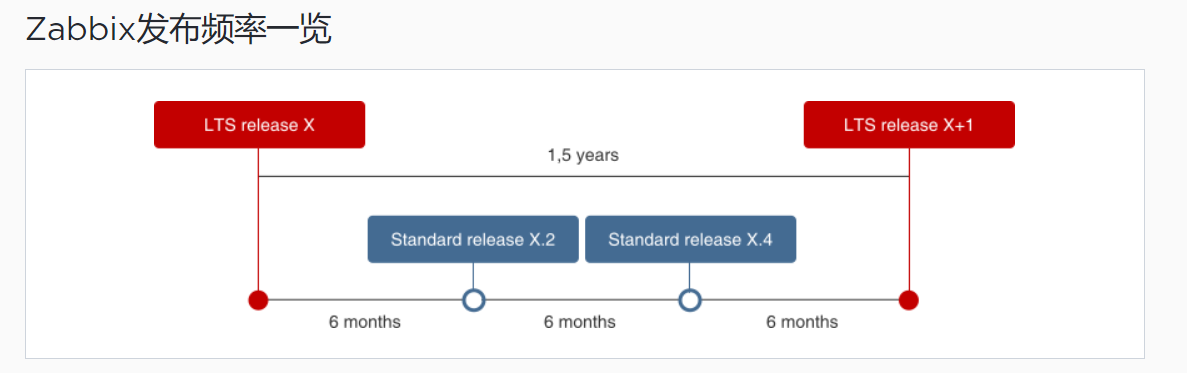 Zabbix发布频率一览
LTS release X
LTS release X+1
1,5 years
Standard release X.2
Standard release X.4
6 months
6 months
6 months